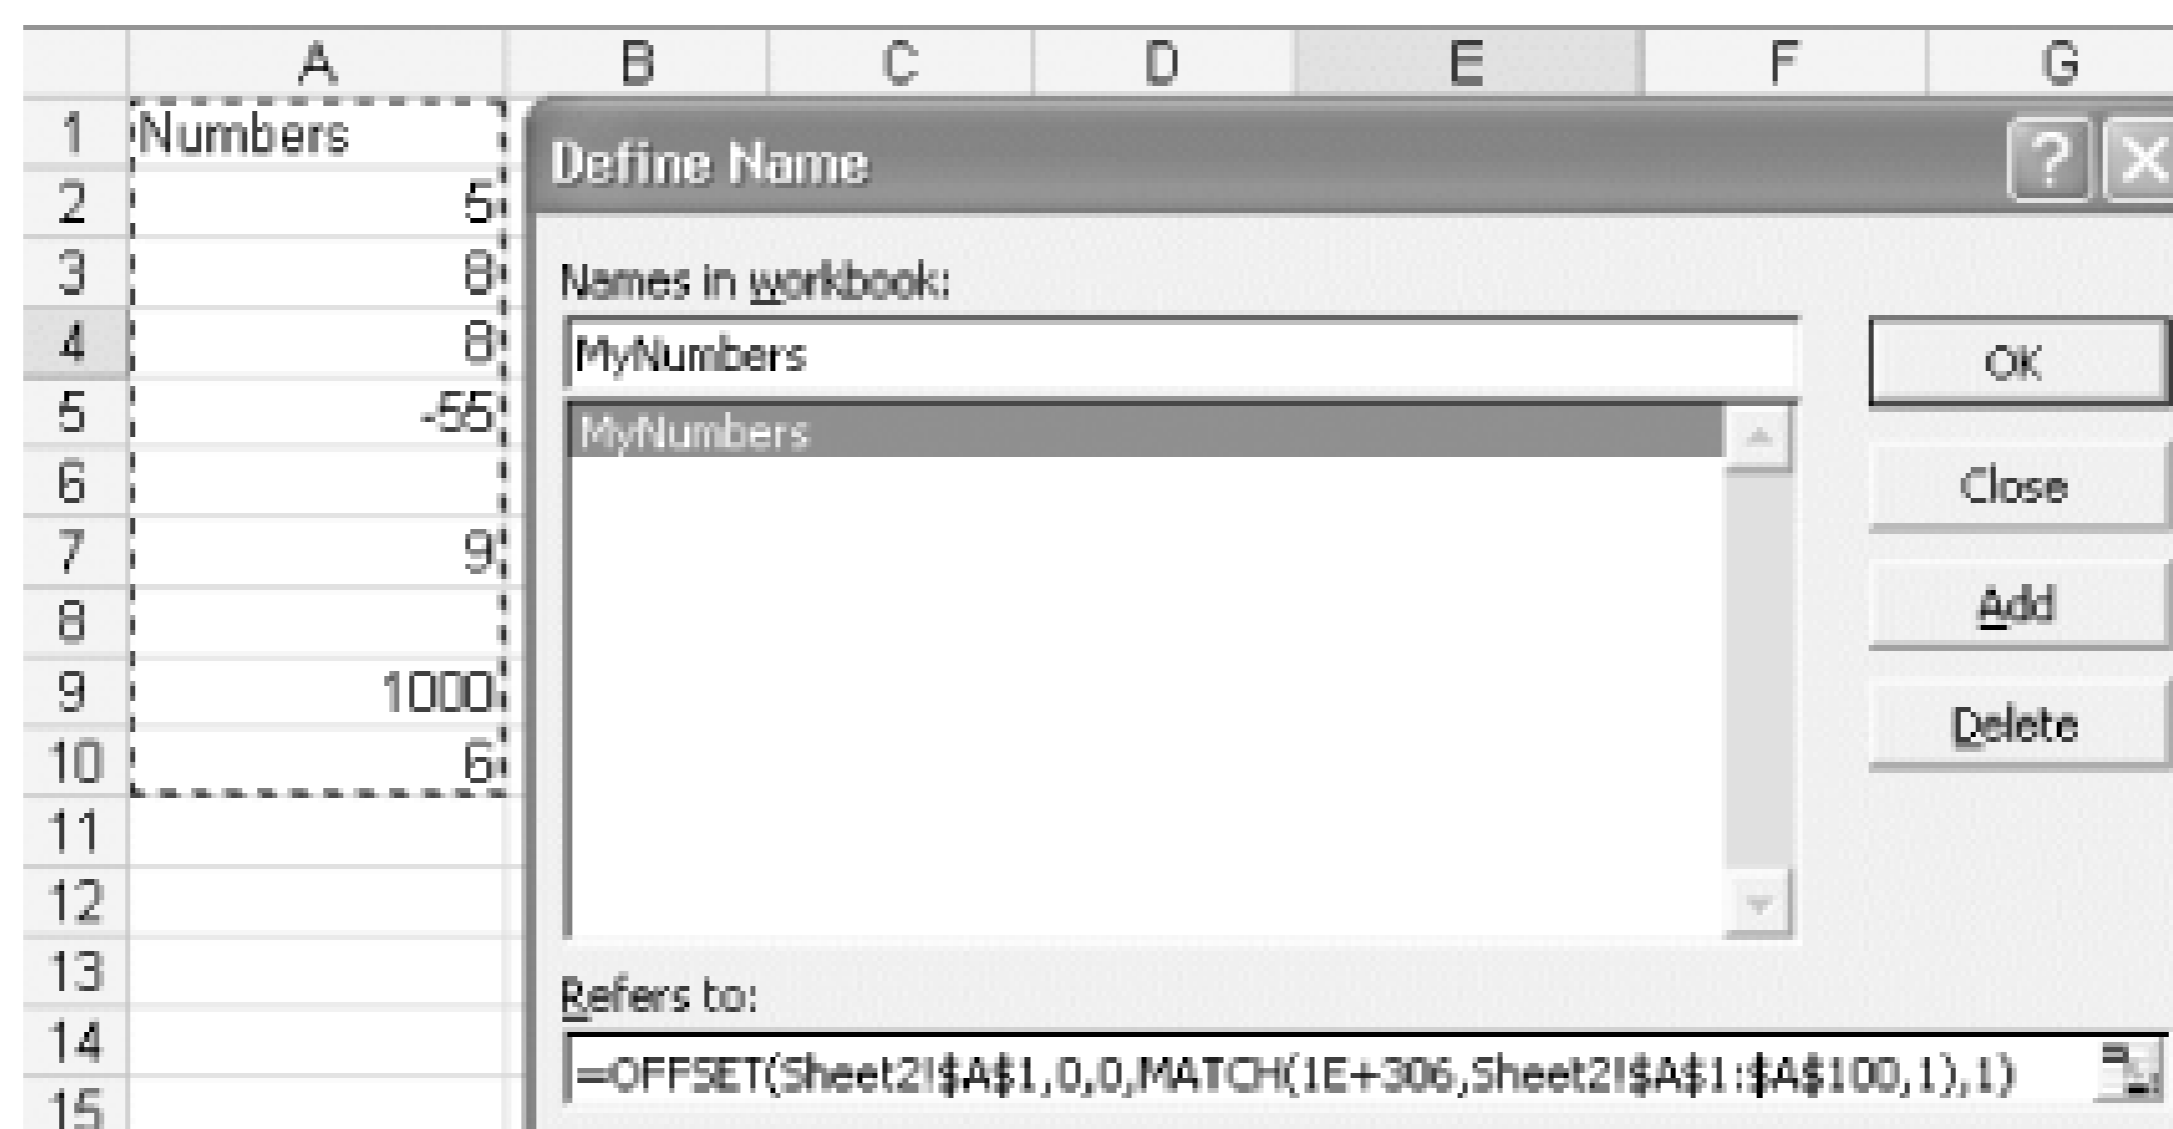 A B C D E F G
1 Numbers
2 5
3 8
4 8
5 -55
6
7 9
8
9 1000
10 6
11
12
13
14
15
Define Name
? X
Names in workbook:
MyNumbers
MyNumbers
OK
Close
Add
Delete
Refers to:
=OFFSET(Sheet2!$A$1,0,0,MATCH(1E+306,Sheet2!$A$1:$A$100,1),1)